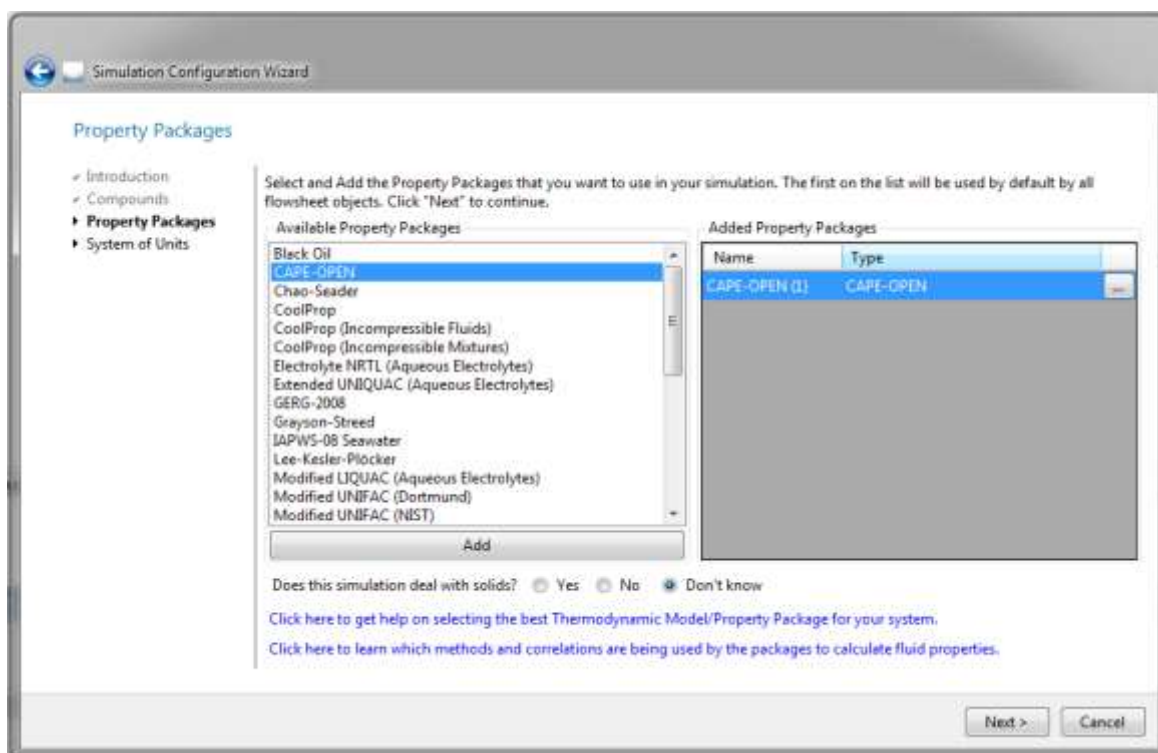 Simulation Configuration Wizard
Property Packages
Introduction
Compounds
Property Packages
System of Units
Select and Add the Property Packages that you want to use in your simulation. The first on the list will be used by default by all
flowsheet objects. Click "Next" to continue.
Available Property Packages
Black Oil
CAPE-OPEN
Chao-Seader
CoolProp
CoolProp (Incompressible Fluids)
CoolProp (Incompressible Mixtures)
Electrolyte NRTL (Aqueous Electrolytes)
Extended UNIQUAC (Aqueous Electrolytes)
GERG-2008
Grayson-Streed
IAPWS-08 Seawater
Lee-Kesler-Plöcker
Modified LIQUAC (Aqueous Electrolytes)
Modified UNIFAC (Dortmund)
Modified UNIFAC (NIST)
Add
Added Property Packages
Name Type
CAPE-OPEN (1) CAPE-OPEN ...
Does this simulation deal with solids? Yes No Don't know
Click here to get help on selecting the best Thermodynamic Model/Property Package for your system.
Click here to learn which methods and correlations are being used by the packages to calculate fluid properties.
Next > Cancel